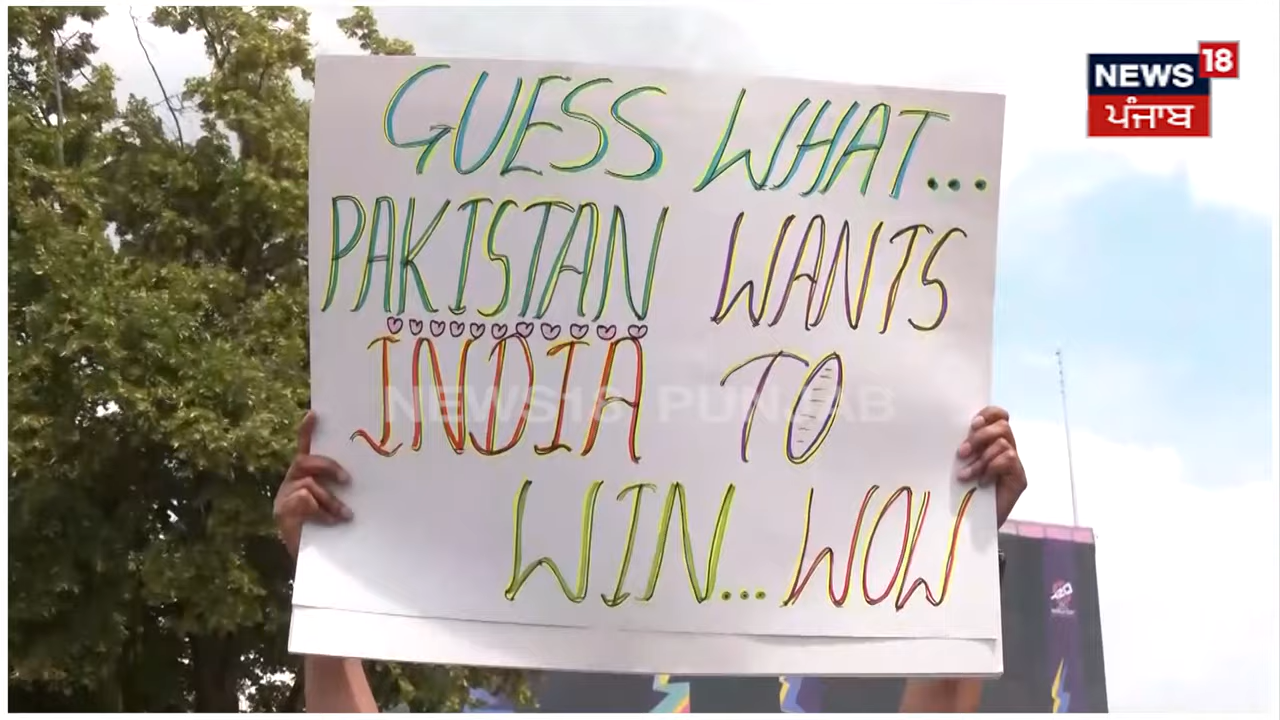 NEWS 18
ਪੰਜਾਬ
GUESS WHAT...
PAKISTAN WANTS
INDIA TO
NEWS18 PUNJAB
WIN... WOW